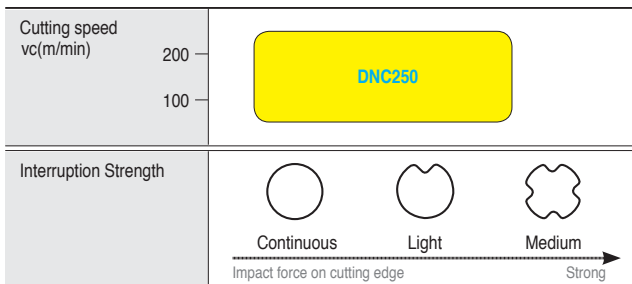 Cutting speed
vc(m/min)
200
100
DNC250
Interruption Strength
Continuous Light Medium
Impact force on cutting edge Strong